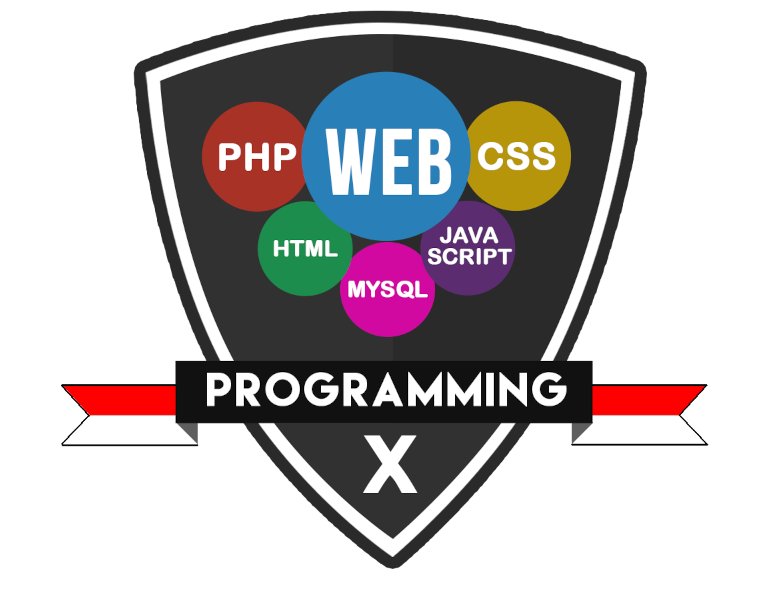 PHP
WEB
CSS
HTML
JAVA
SCRIPT
MYSQL
PROGRAMMING
X